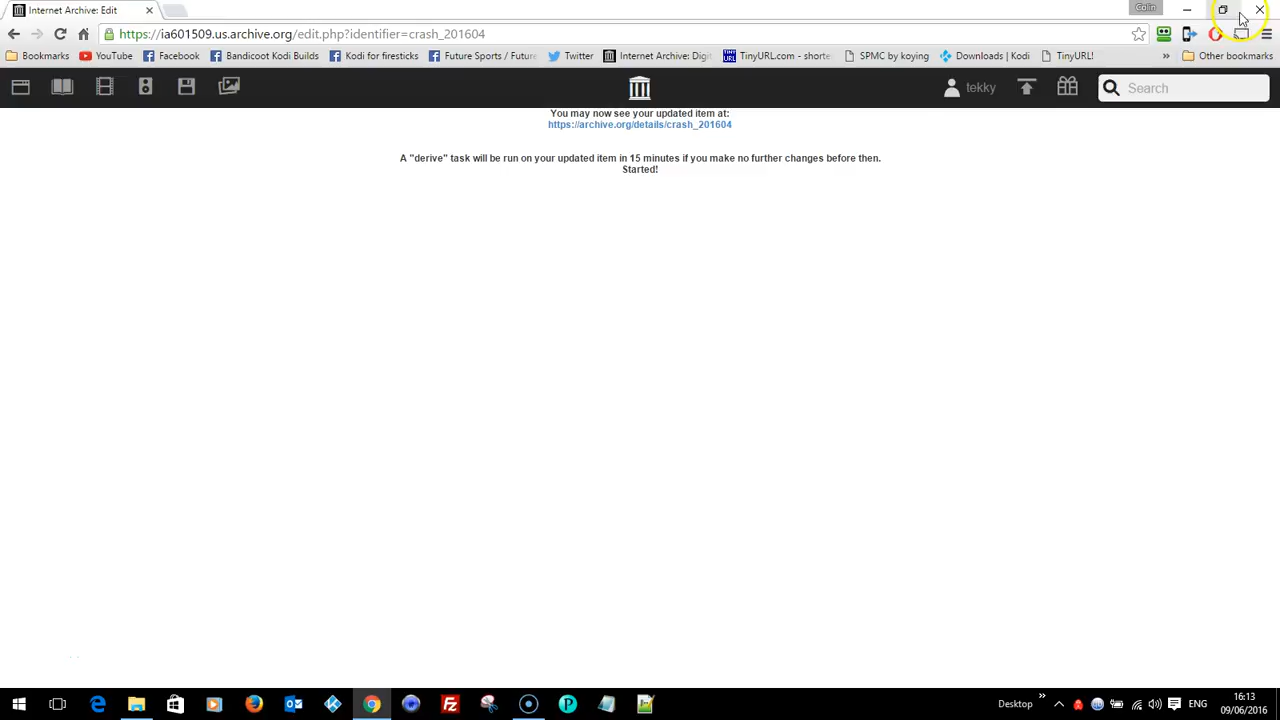 Internet Archive: Edit
Calin
https://ia601509.us.archive.org/edit.php?identifier=crash_201604
Bookmarks YouTube Facebook Bandicoot Kodi Builds Kodi for firesticks Future Sports / Futur Twitter Internet Archive: Digi TinyURL.com - shorte SPMC by koying Downloads | Kodi TinyURL! » Other bookmarks
tekky Search
You may now see your updated item at:
https://archive.org/details/crash_201604
A "derive" task will be run on your updated item in 15 minutes if you make no further changes before then.
Started!
Desktop » ENG
16:13
09/06/2016